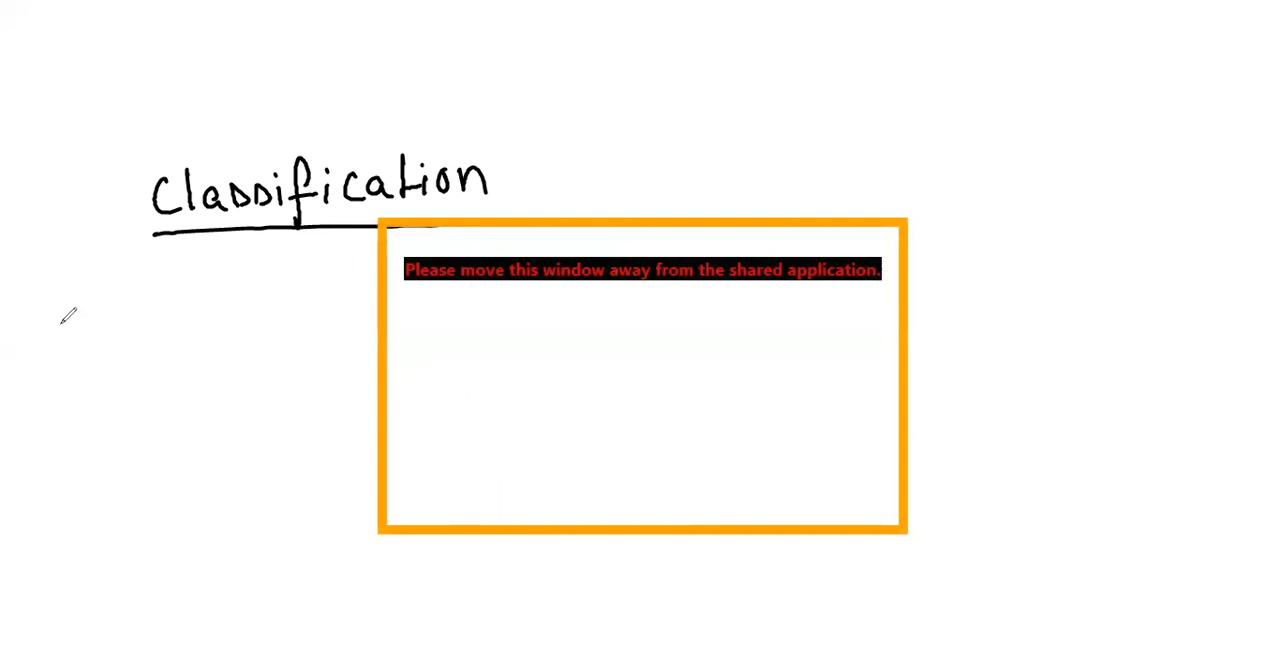 Classification
Please move this window away from the shared application.